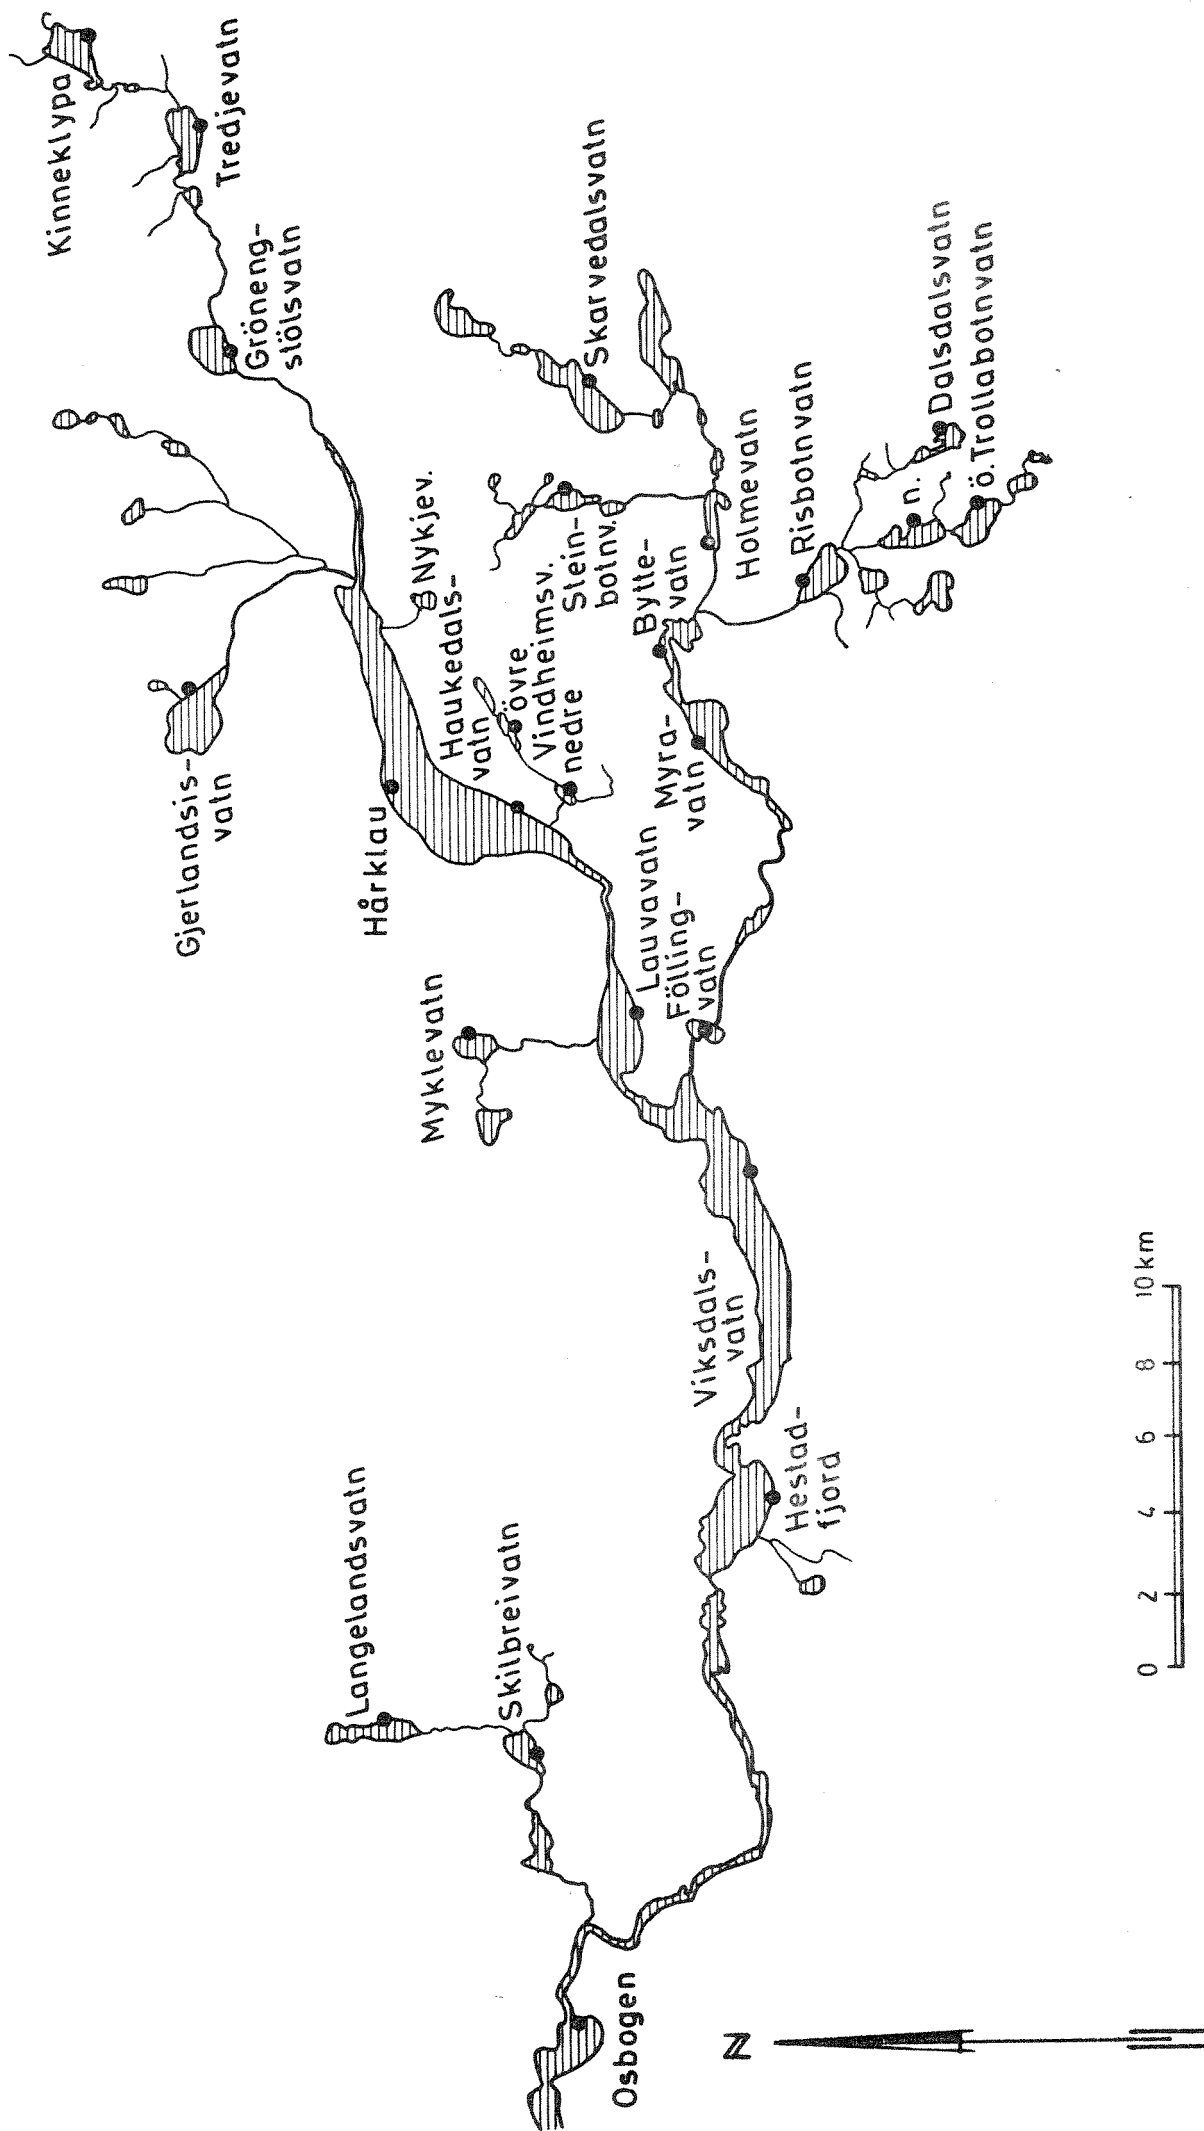 Kinneklypa
Tredjevatn
Gröneng-
stölsvatn
Skarvedalsvatn
Dalsdalsvatn
ö.Trollabotnvatn
n.
Risbotnvatn
Holmevatn
Nykjev.
Stein-
botnv.
Bytte-
vatn
Haukedals-
vatn
övre
Vindheimsv.
nedre
Myra-
vatn
Gjerlandsis-
vatn
Hårklau
Lauvavatn
Fölling-
vatn
Myklevatn
Viksdals-
vatn
Hestad-
fjord
Langelandsvatn
Skilbreivatn
Osbogen
N
0 2 4 6 8 10km